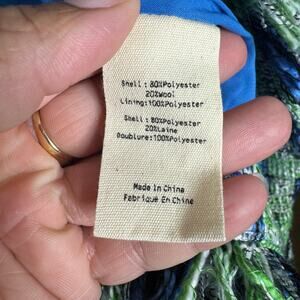 Shell: 80%Polyester
20%Wool
Lining:100%Polyester
Shell: 80%Polyester
20%Laine
Doublure:100%Polyester
Made In China
Fabriqué En China